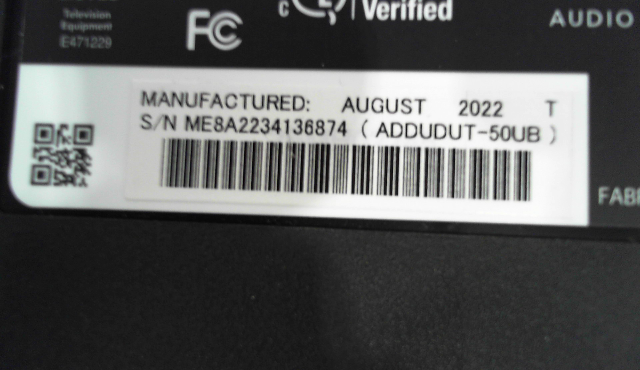 Television
Equipment
E471229
FC
c
Verified
AUDIO
MANUFACTURED: AUGUST 2022 T
S/N ME8A2234136874 ( ADDUDUT-50UB )
FAB